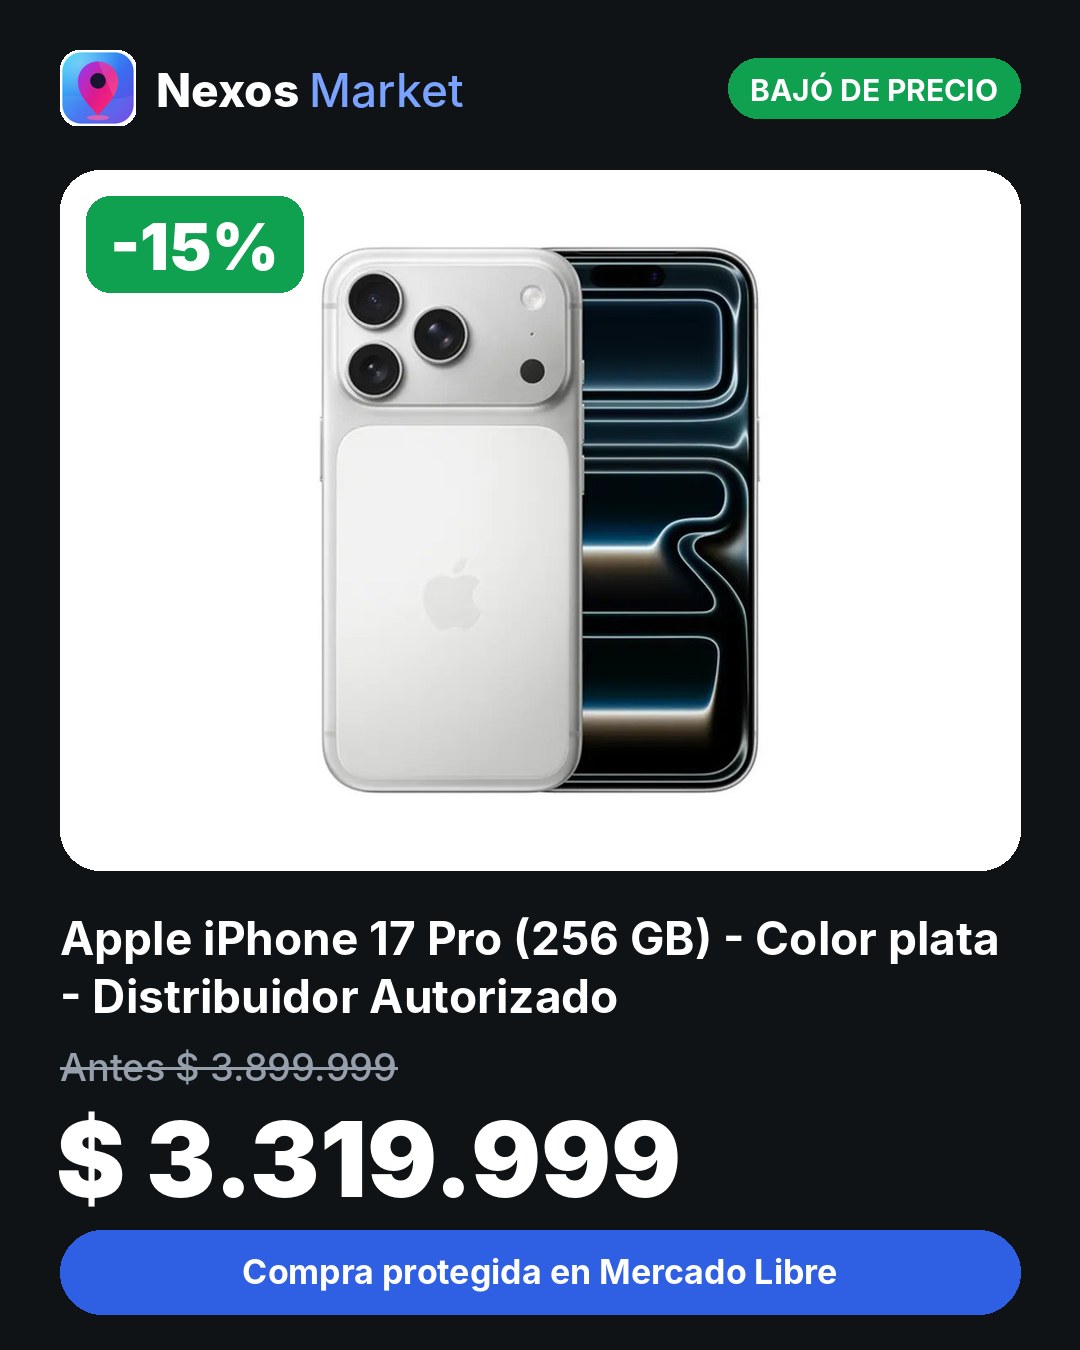 Nexos Market
BAJÓ DE PRECIO
-15%
Apple iPhone 17 Pro (256 GB) - Color plata
- Distribuidor Autorizado
Antes $ 3.899.999
$ 3.319.999
Compra protegida en Mercado Libre